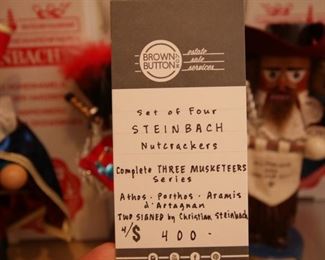 BROWN
BUTTON
estate
sale
services
Set of Four
STEINBACH
Nutcrackers
Complete THREE MUSKETEERS
Series
Athos · Porthos · Aramis
d'Artagnan
TWO SIGNED by Christian Steinbach
4/$ 400-